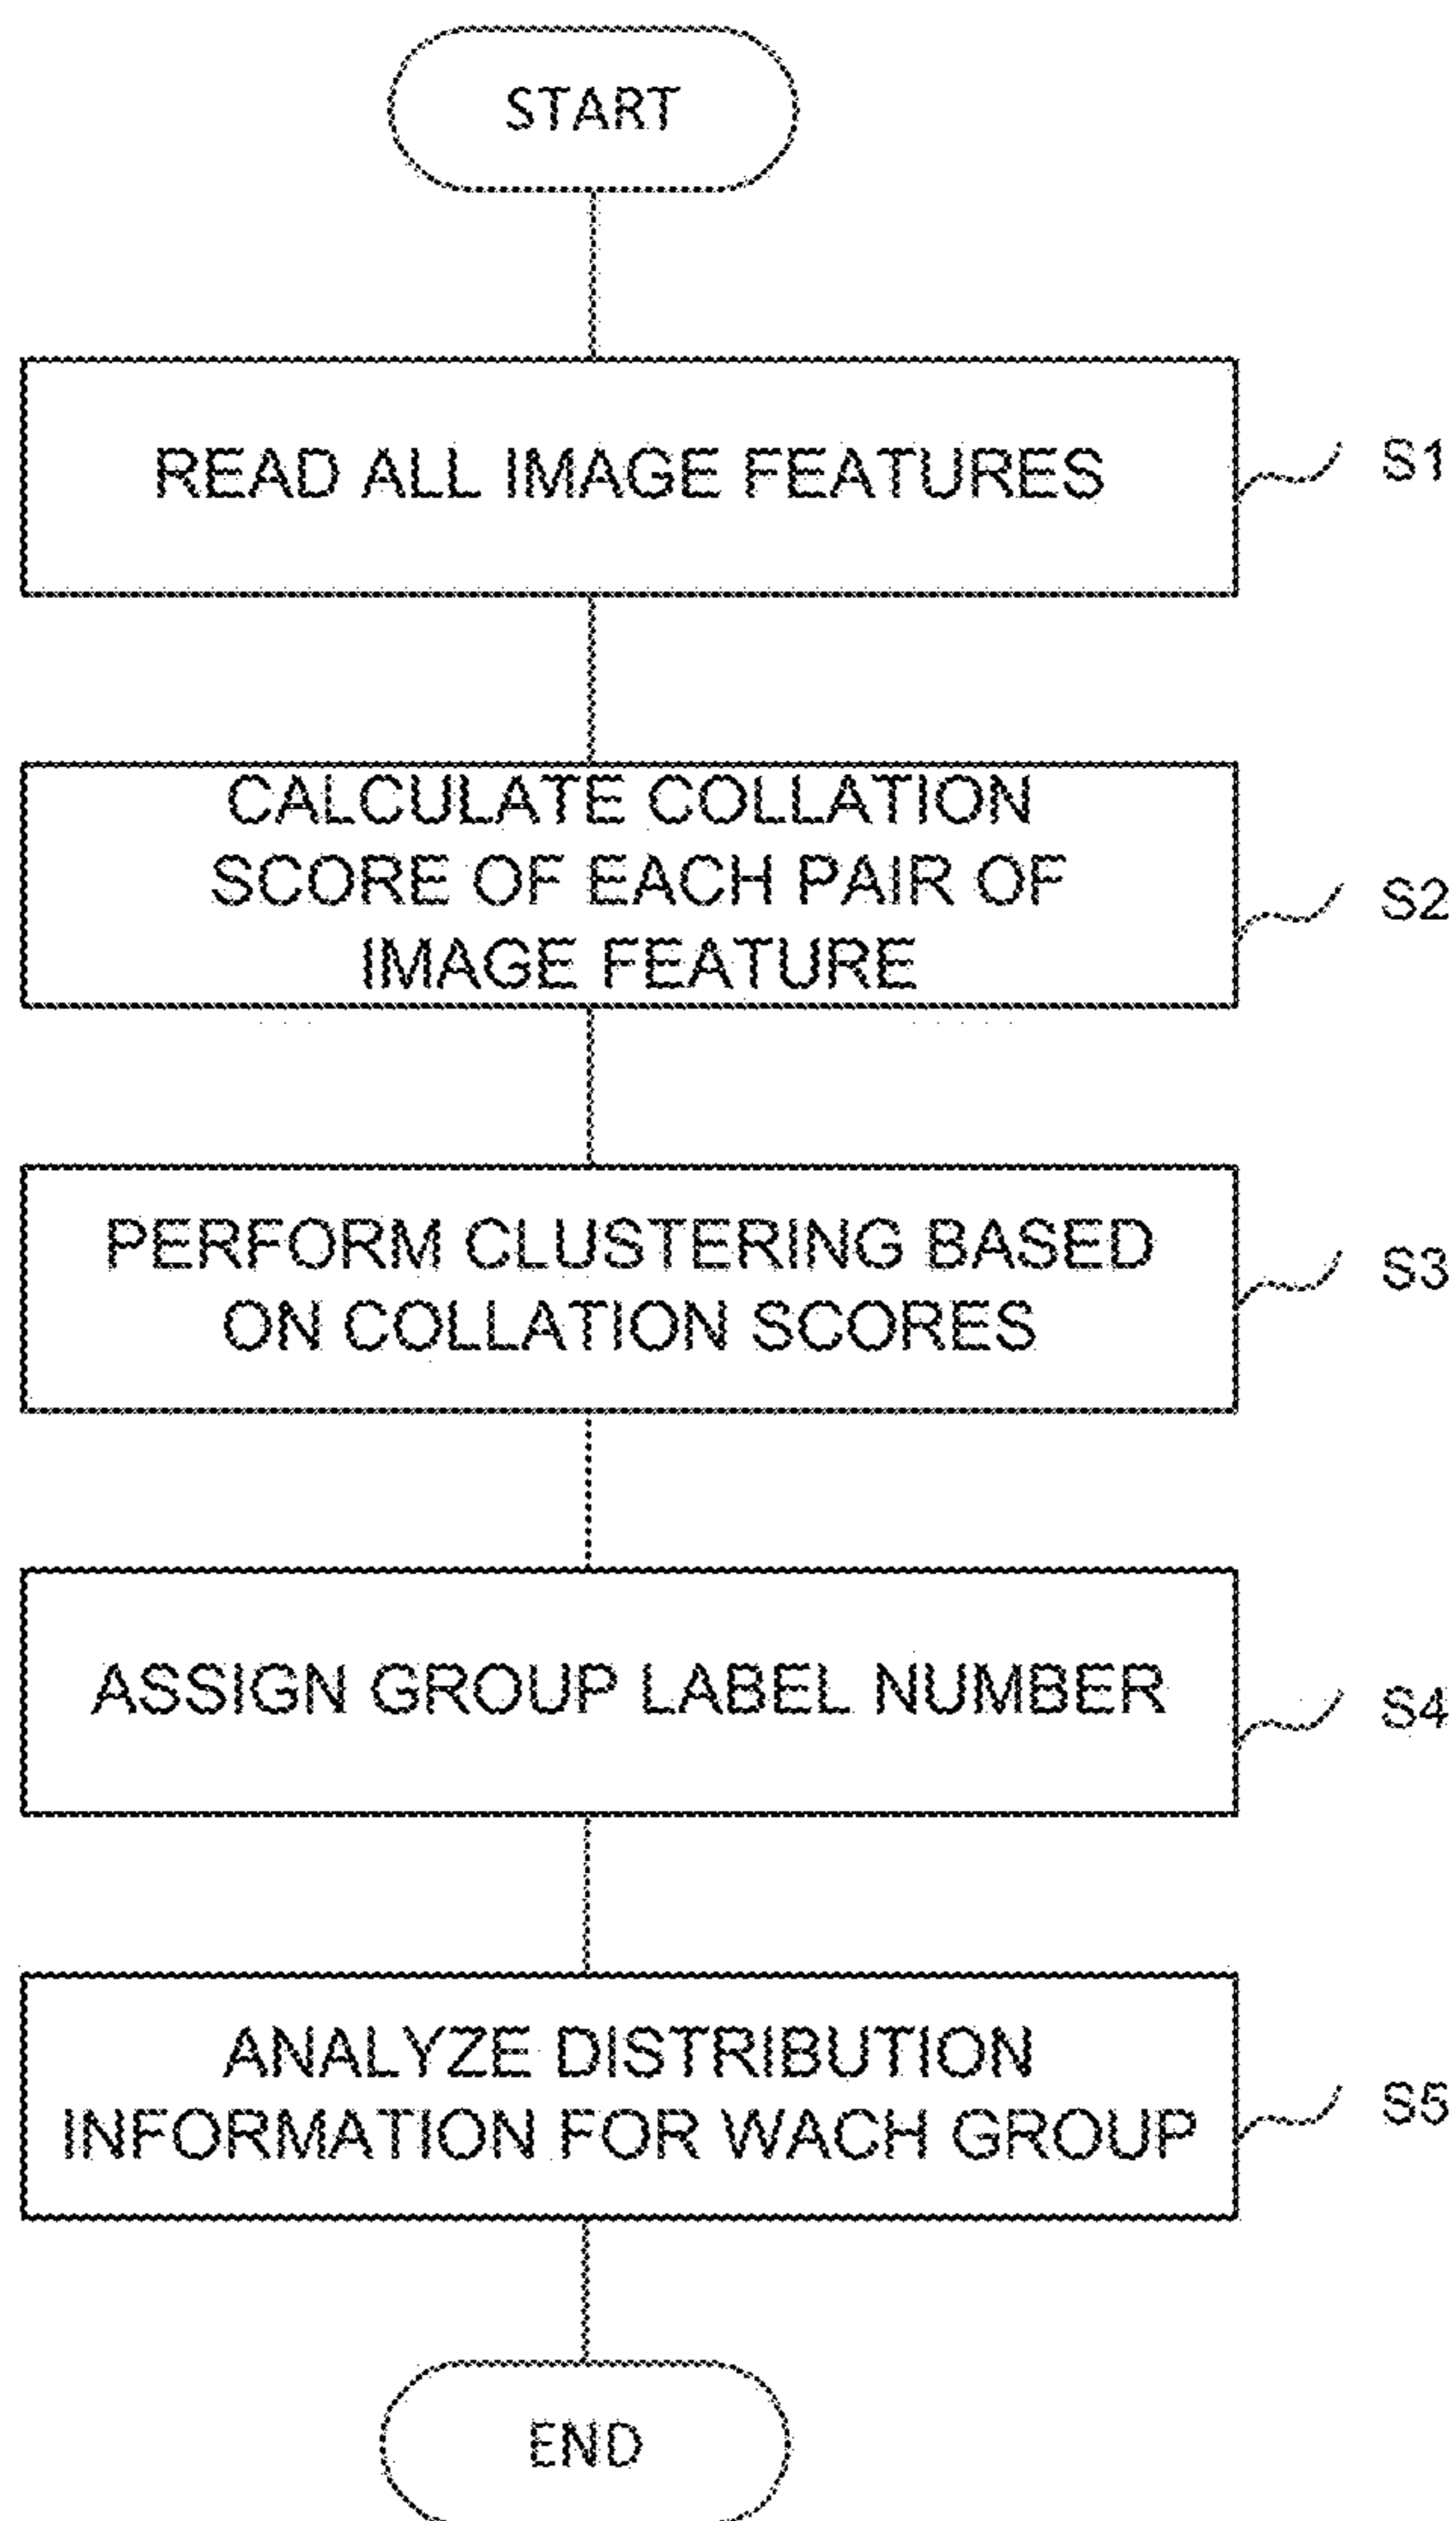 START
READ ALL IMAGE FEATURES
S1
CALCULATE COLLATION
SCORE OF EACH PAIR OF
IMAGE FEATURE
S2
PERFORM CLUSTERING BASED
ON COLLATION SCORES
S3
ASSIGN GROUP LABEL NUMBER
S4
ANALYZE DISTRIBUTION
INFORMATION FOR WACH GROUP
S5
END